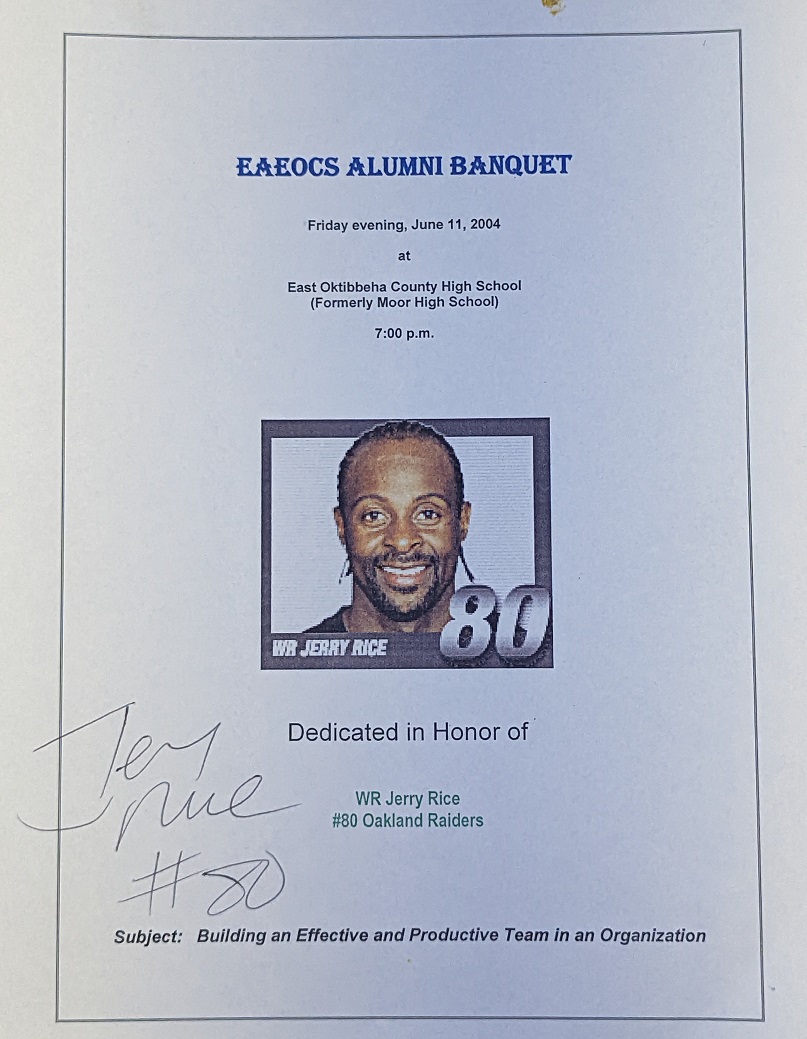 EAEOCS ALUMNI BANQUET
Friday evening, June 11, 2004
at
East Oktibbeha County High School
(Formerly Moor High School)
7:00 p.m.
WR JERRY RICE
80
Dedicated in Honor of
WR Jerry Rice
#80 Oakland Raiders
Jerry
Rice
#80
Subject: Building an Effective and Productive Team in an Organization